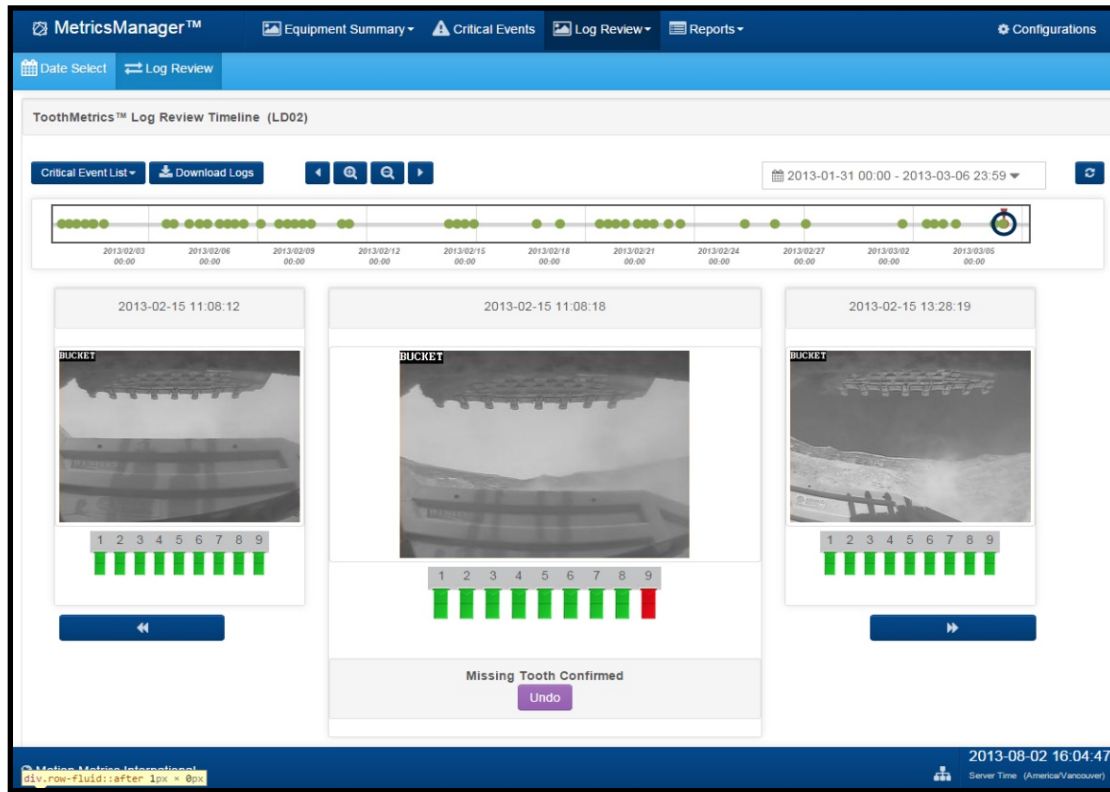 MetricsManager™ Equipment Summary Critical Events Log Review Reports Configurations
Date Select Log Review
ToothMetrics™ Log Review Timeline (LD02)
Critical Event List Download Logs 2013-01-31 00:00 - 2013-03-06 23:59
2013/02/03 2013/02/06 2013/02/09 2013/02/12 2013/02/15 2013/02/18 2013/02/21 2013/02/24 2013/02/27 2013/03/02 2013/03/05
00:00 00:00 00:00 00:00 00:00 00:00 00:00 00:00 00:00 00:00 00:00
2013-02-15 11:08:12 2013-02-15 11:08:18 2013-02-15 13:28:19
BUCKET BUCKET BUCKET
1 2 3 4 5 6 7 8 9 1 2 3 4 5 6 7 8 9 1 2 3 4 5 6 7 8 9
Missing Tooth Confirmed
Undo
2013-08-02 16:04:47
Motion Metrics International
div.row-fluid::after 1px × 0px Server Time (America/Vancouver)